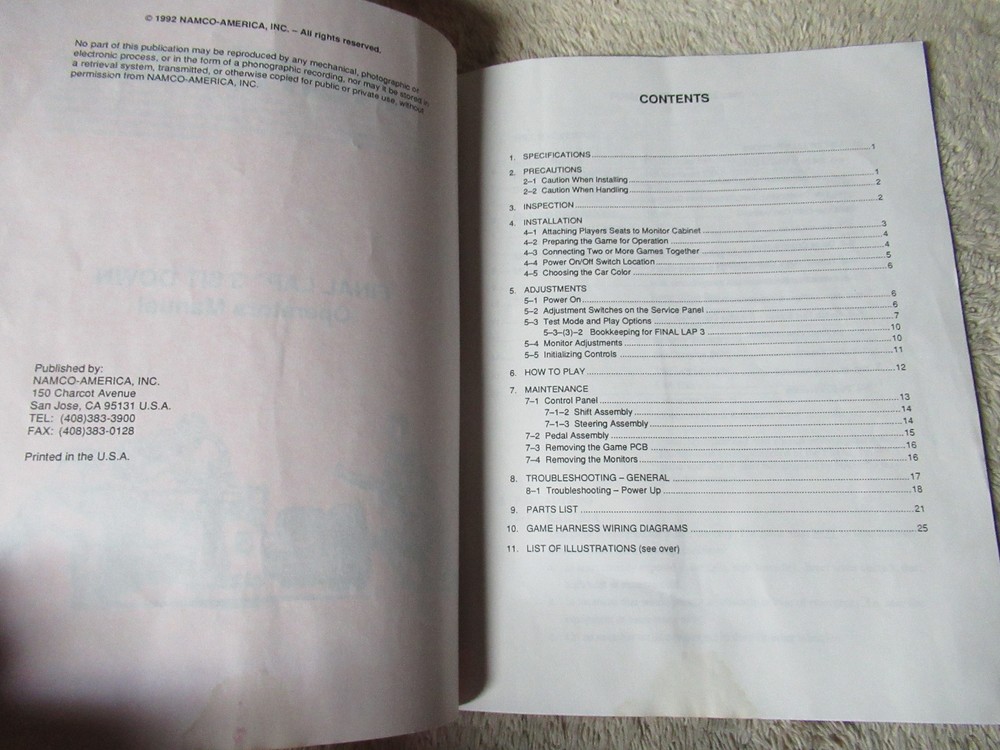 © 1992 NAMCO-AMERICA, INC. – All rights reserved.
No part of this publication may be reproduced by any mechanical, photographic or
electronic process, or in the form of a phonographic recording, nor may it be stored in
a retrieval system, transmitted, or otherwise copied for public or private use, without
permission from NAMCO-AMERICA, INC.
FINAL LAP 3 SIT DOWN
Operator's Manual
Published by:
NAMCO-AMERICA, INC.
150 Charcot Avenue
San Jose, CA 95131 U.S.A.
TEL: (408)383-3900
FAX: (408)383-0128
Printed in the U.S.A.
CONTENTS
1. SPECIFICATIONS 1
2. PRECAUTIONS
2–1 Caution When Installing 1
2–2 Caution When Handling 2
3. INSPECTION 2
4. INSTALLATION
4–1 Attaching Players Seats to Monitor Cabinet 3
4–2 Preparing the Game for Operation 4
4–3 Connecting Two or More Games Together 4
4–4 Power On/Off Switch Location 5
4–5 Choosing the Car Color 6
5. ADJUSTMENTS
5–1 Power On 6
5–2 Adjustment Switches on the Service Panel 6
5–3 Test Mode and Play Options 7
5–3–(3)–2 Bookkeeping for FINAL LAP 3 10
5–4 Monitor Adjustments 10
5–5 Initializing Controls 11
6. HOW TO PLAY 12
7. MAINTENANCE
7–1 Control Panel 13
7–1–2 Shift Assembly 14
7–1–3 Steering Assembly 14
7–2 Pedal Assembly 15
7–3 Removing the Game PCB 16
7–4 Removing the Monitors 16
8. TROUBLESHOOTING – GENERAL 17
8–1 Troubleshooting – Power Up 18
9. PARTS LIST 21
10. GAME HARNESS WIRING DIAGRAMS 25
11. LIST OF ILLUSTRATIONS (see over)